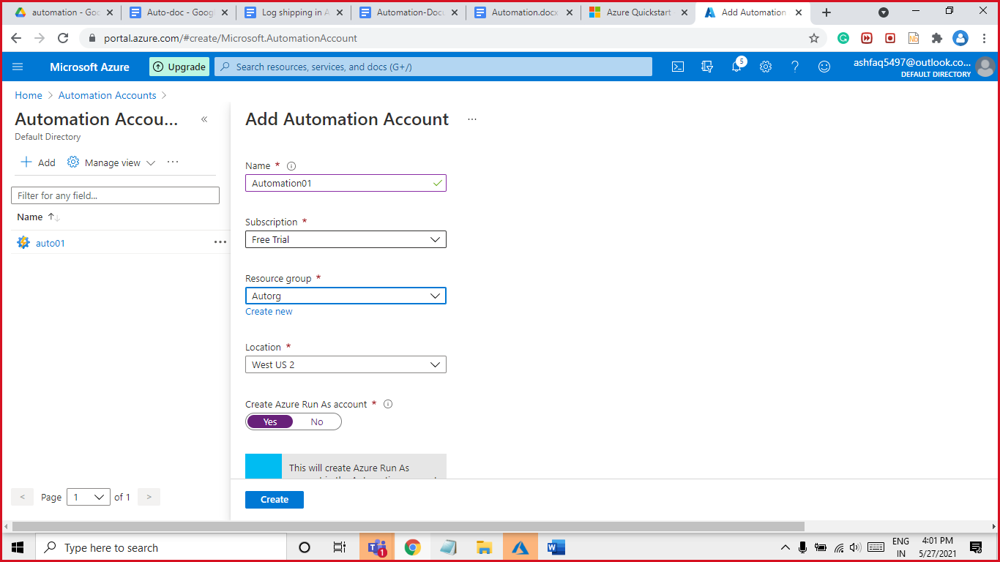 automation - Goo
Auto-doc - Goog
Log shipping in A
Automation-Docu
Automation.docx
Azure Quickstart
Add Automation
portal.azure.com/#create/Microsoft.AutomationAccount
Microsoft Azure
Upgrade
Search resources, services, and docs (G+/)
5
ashfaq5497@outlook.co...
DEFAULT DIRECTORY
Home > Automation Accounts >
Automation Accou...
Default Directory
Add
Manage view
Filter for any field...
Name
auto01
Page 1 of 1
Add Automation Account
Name *
Automation01
Subscription *
Free Trial
Resource group *
Autorg
Create new
Location *
West US 2
Create Azure Run As account *
Yes No
This will create Azure Run As
Create
Type here to search
1
ENG
IN
4:01 PM
5/27/2021